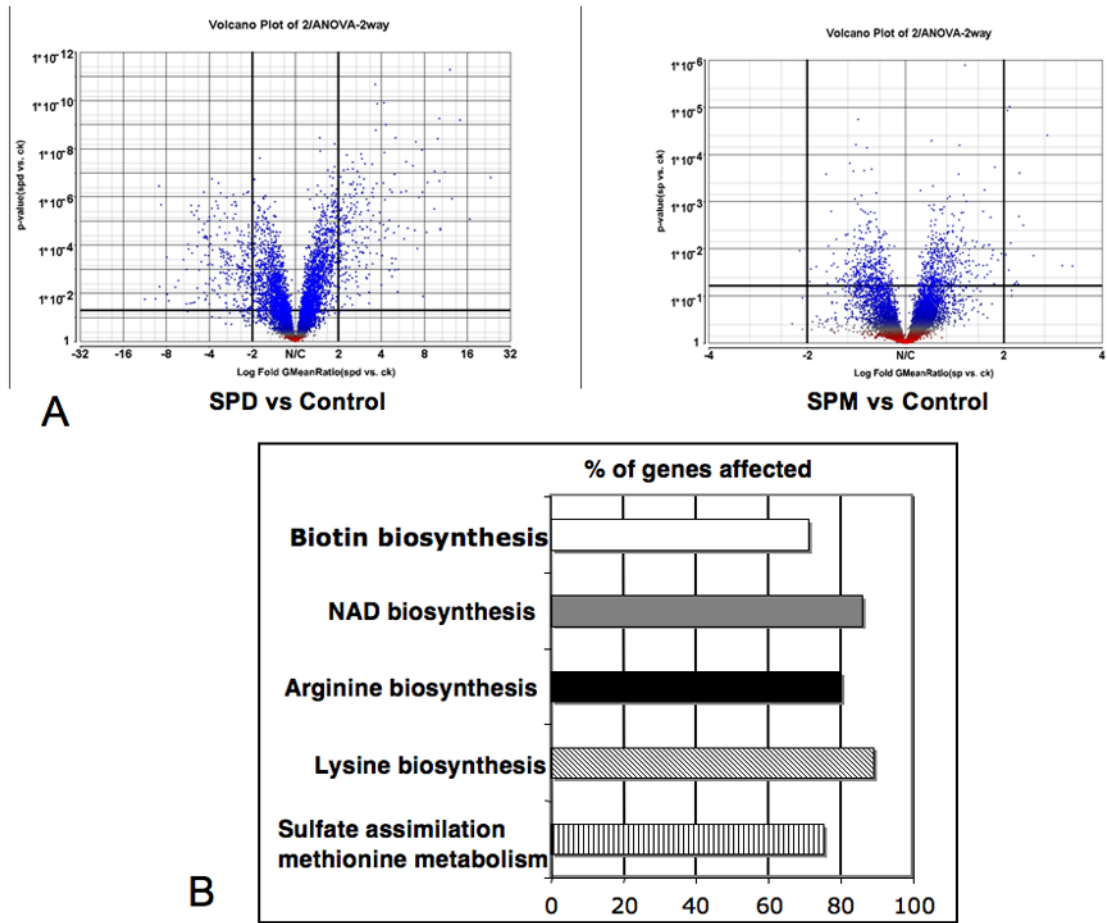 Volcano Plot of 2/ANOVA-2way
1*10-12
1*10-10
1*10-8
1*10-6
1*10-4
1*10-2
1
p-value(spd vs. ck)
-32 -16 -8 -4 -2 N/C 2 4 8 16 32
Log Fold GMeanRatio(spd vs. ck)
SPD vs Control
Volcano Plot of 2/ANOVA-2way
1*10-6
1*10-5
1*10-4
1*10-3
1*10-2
1*10-1
1
p-value(sp vs. ck)
-4 -2 N/C 2 4
Log Fold GMeanRatio(sp vs. ck)
SPM vs Control
A
% of genes affected
Biotin biosynthesis
NAD biosynthesis
Arginine biosynthesis
Lysine biosynthesis
Sulfate assimilation
methionine metabolism
0 20 40 60 80 100
B